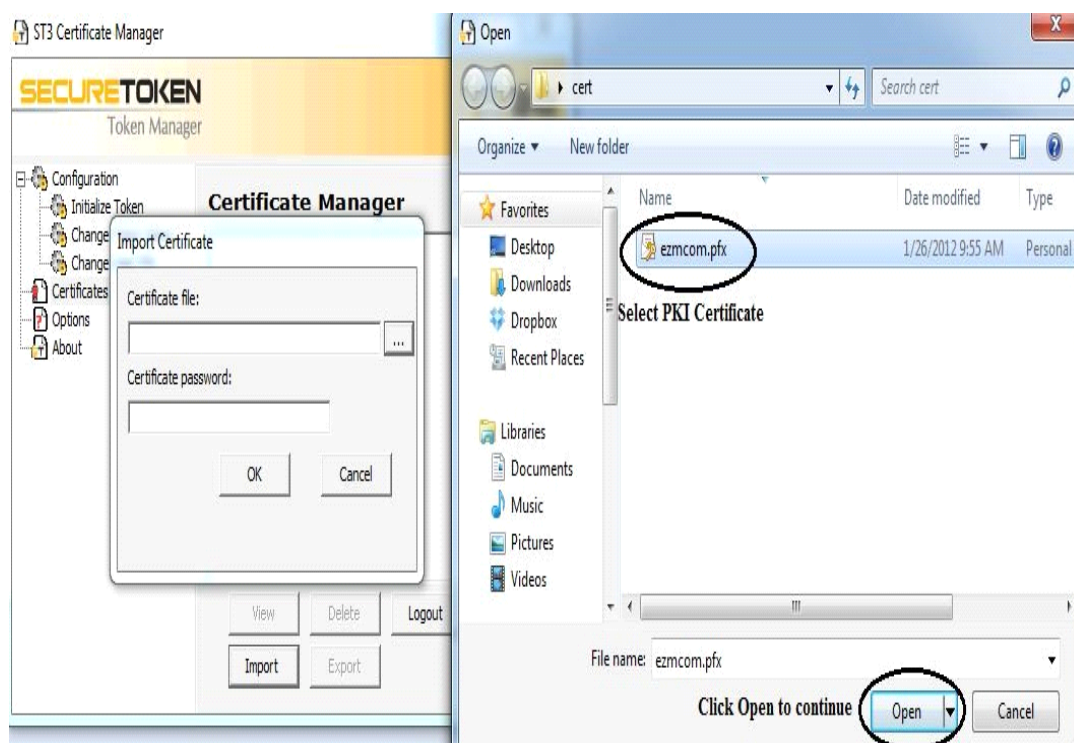 ST3 Certificate Manager
SECURETOKEN
Token Manager
Configuration
Initialize Token
Change
Change
Certificates
Options
About
Certificate Manager
Import Certificate
Certificate file:
...
Certificate password:
OK Cancel
View Delete Logout
Import Export
Open
cert
Search cert
Organize New folder
Favorites
Desktop
Downloads
Dropbox
Recent Places
Libraries
Documents
Music
Pictures
Videos
Name Date modified Type
ezmcom.pfx 1/26/2012 9:55 AM Personal
Select PKI Certificate
File name: ezmcom.pfx
Click Open to continue
Open Cancel